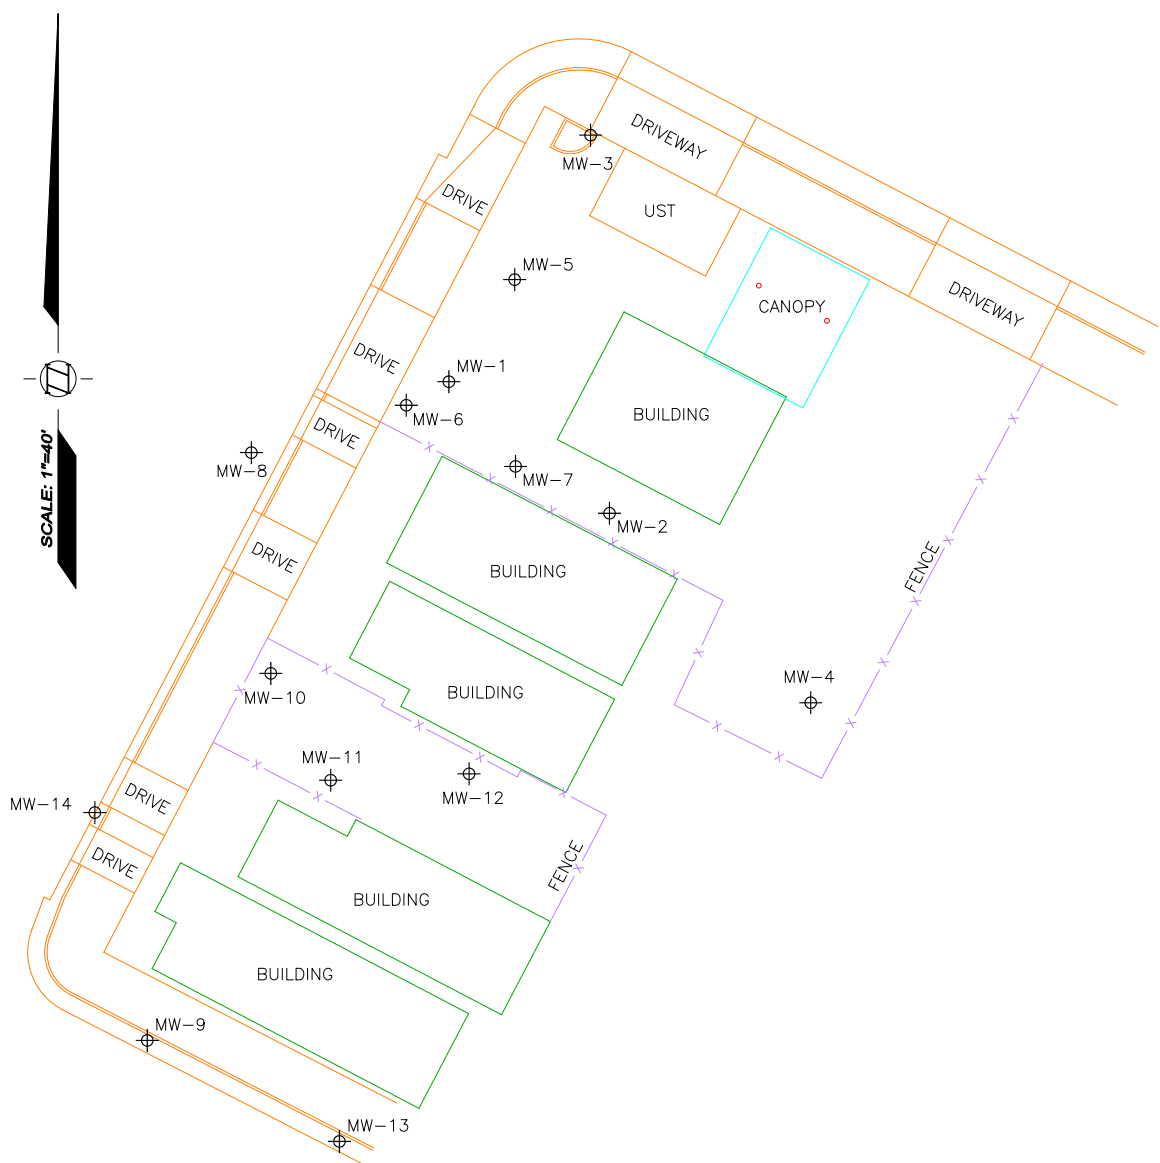 DRIVEWAY
MW-3
DRIVE
UST
MW-5
DRIVEWAY
CANOPY
DRIVE
MW-1
MW-6
BUILDING
DRIVE
MW-8
MW-7
SCALE: 1"=40'
MW-2
DRIVE
BUILDING
FENCE
MW-4
BUILDING
MW-10
MW-11
MW-12
DRIVE
MW-14
DRIVE
FENCE
BUILDING
BUILDING
MW-9
MW-13